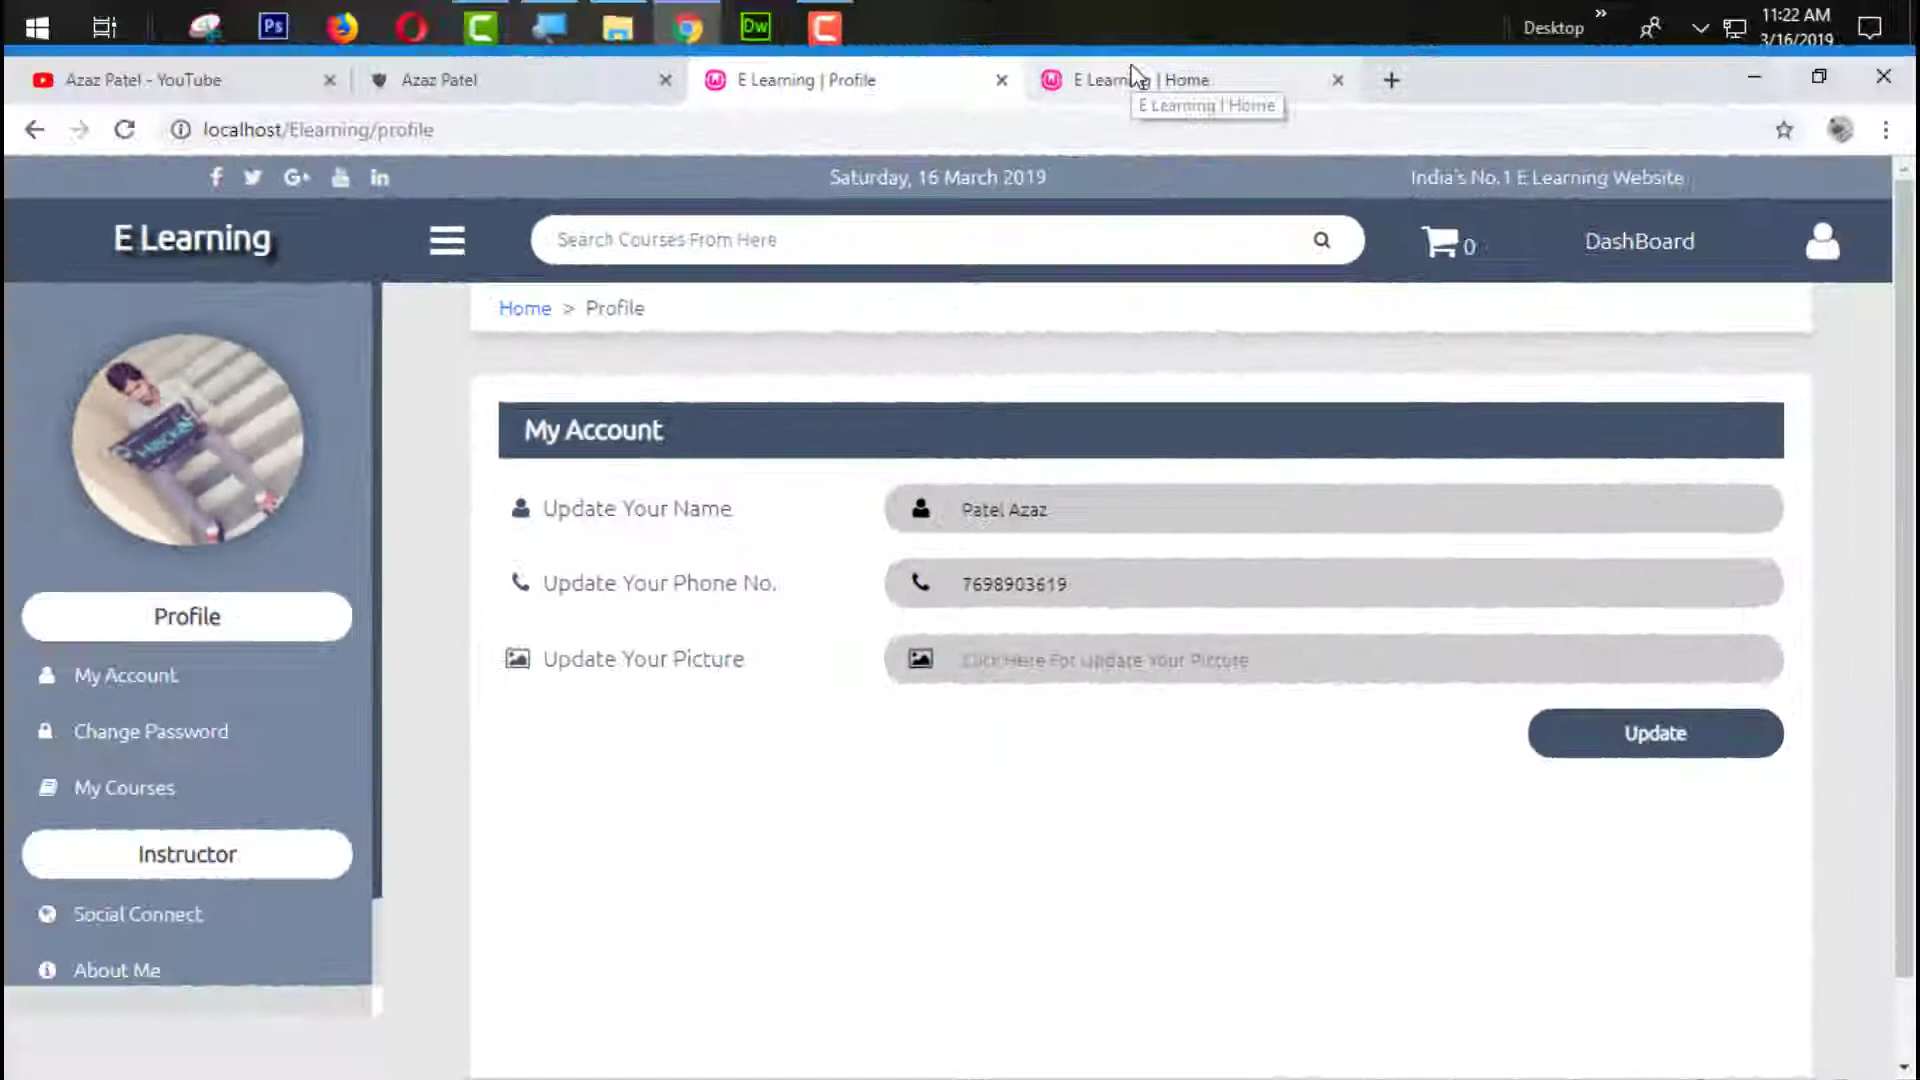 Ps
Dw
Desktop
»
11:22 AM
3/16/2019
Azaz Patel - YouTube
Azaz Patel
E Learning | Profile
E Learning | Home
E Learning | Home
localhost/Elearning/profile
Saturday, 16 March 2019
India's No.1 E Learning Website
E Learning
Search Courses From Here
0
DashBoard
Home > Profile
My Account
Update Your Name
Patel Azaz
Update Your Phone No.
7698903619
Update Your Picture
Click Here For Update Your Picture
Update
Profile
My Account
Change Password
My Courses
Instructor
Social Connect
About Me